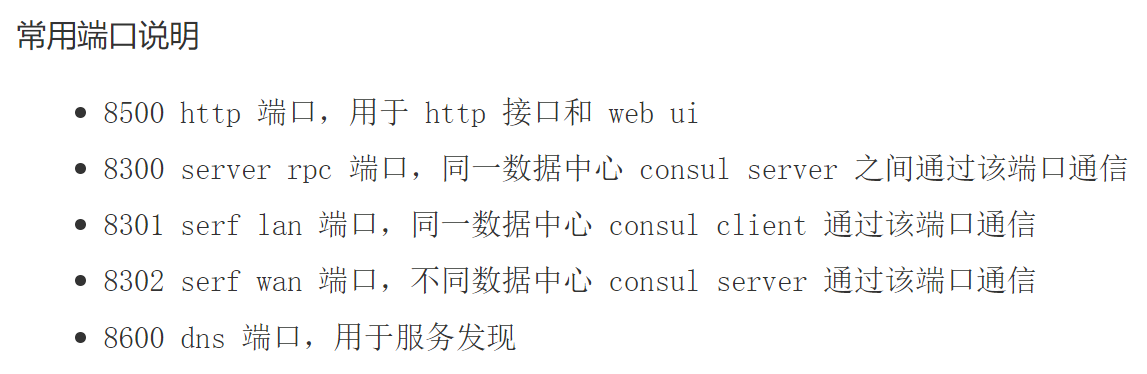 常用端口说明
8500 http 端口，用于 http 接口和 web ui
8300 server rpc 端口，同一数据中心 consul server 之间通过该端口通信
8301 serf lan 端口，同一数据中心 consul client 通过该端口通信
8302 serf wan 端口，不同数据中心 consul server 通过该端口通信
8600 dns 端口，用于服务发现